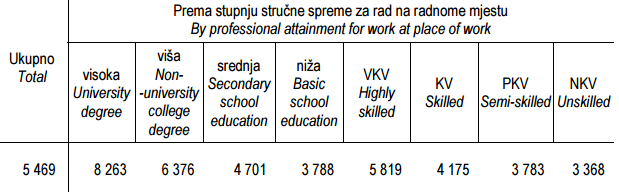 Prema stupnju stručne spreme za rad na radnome mjestu
By professional attainment for work at place of work
Ukupno
Total
visoka
University
degree
viša
Non-
-university
college
degree
srednja
Secondary
school
education
niža
Basic
school
education
VKV
Highly
skilled
KV
Skilled
PKV
Semi-skilled
NKV
Unskilled
5 469 8 263 6 376 4 701 3 788 5 819 4 175 3 783 3 368